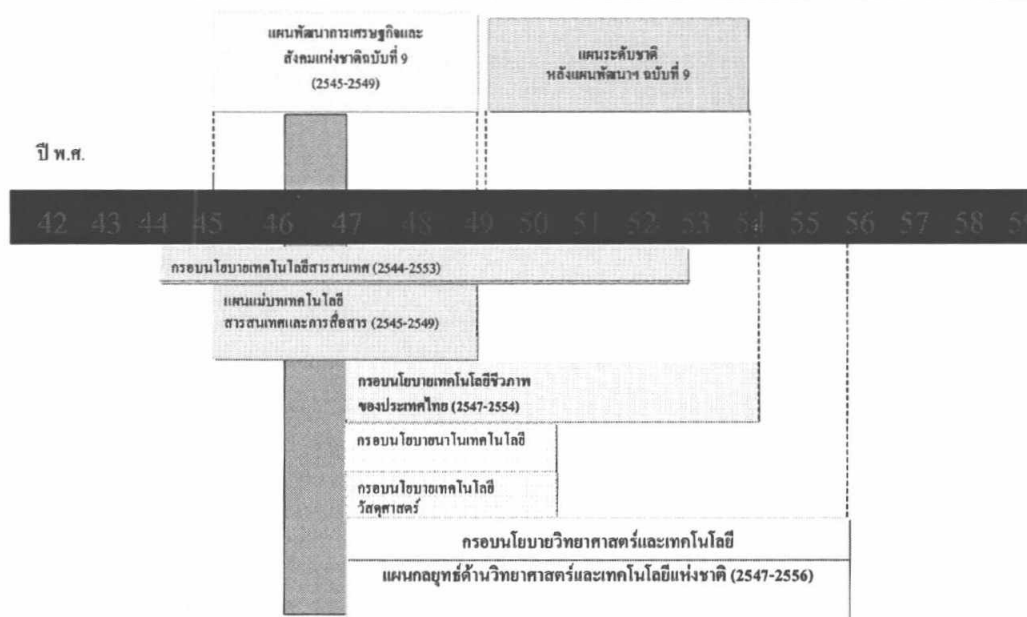 แผนพัฒนาการเศรษฐกิจและ
สังคมแห่งชาติฉบับที่ 9
(2545-2549)
แผนระดับชาติ
หลังแผนพัฒนาฯ ฉบับที่ 9
ปี พ.ศ.
42 43 44 45 46 47 48 49 50 51 52 53 54 55 56 57 58
กรอบนโยบายเทคโนโลยีสารสนเทศ (2544-2553)
แผนแม่บทเทคโนโลยี
สารสนเทศและการสื่อสาร (2545-2549)
กรอบนโยบายเทคโนโลยีชีวภาพ
ของประเทศไทย (2547-2554)
กรอบนโยบายนาโนเทคโนโลยี
กรอบนโยบายเทคโนโลยี
วัสดุศาสตร์
กรอบนโยบายวิทยาศาสตร์และเทคโนโลยี
แผนกลยุทธ์ด้านวิทยาศาสตร์และเทคโนโลยีแห่งชาติ (2547-2556)